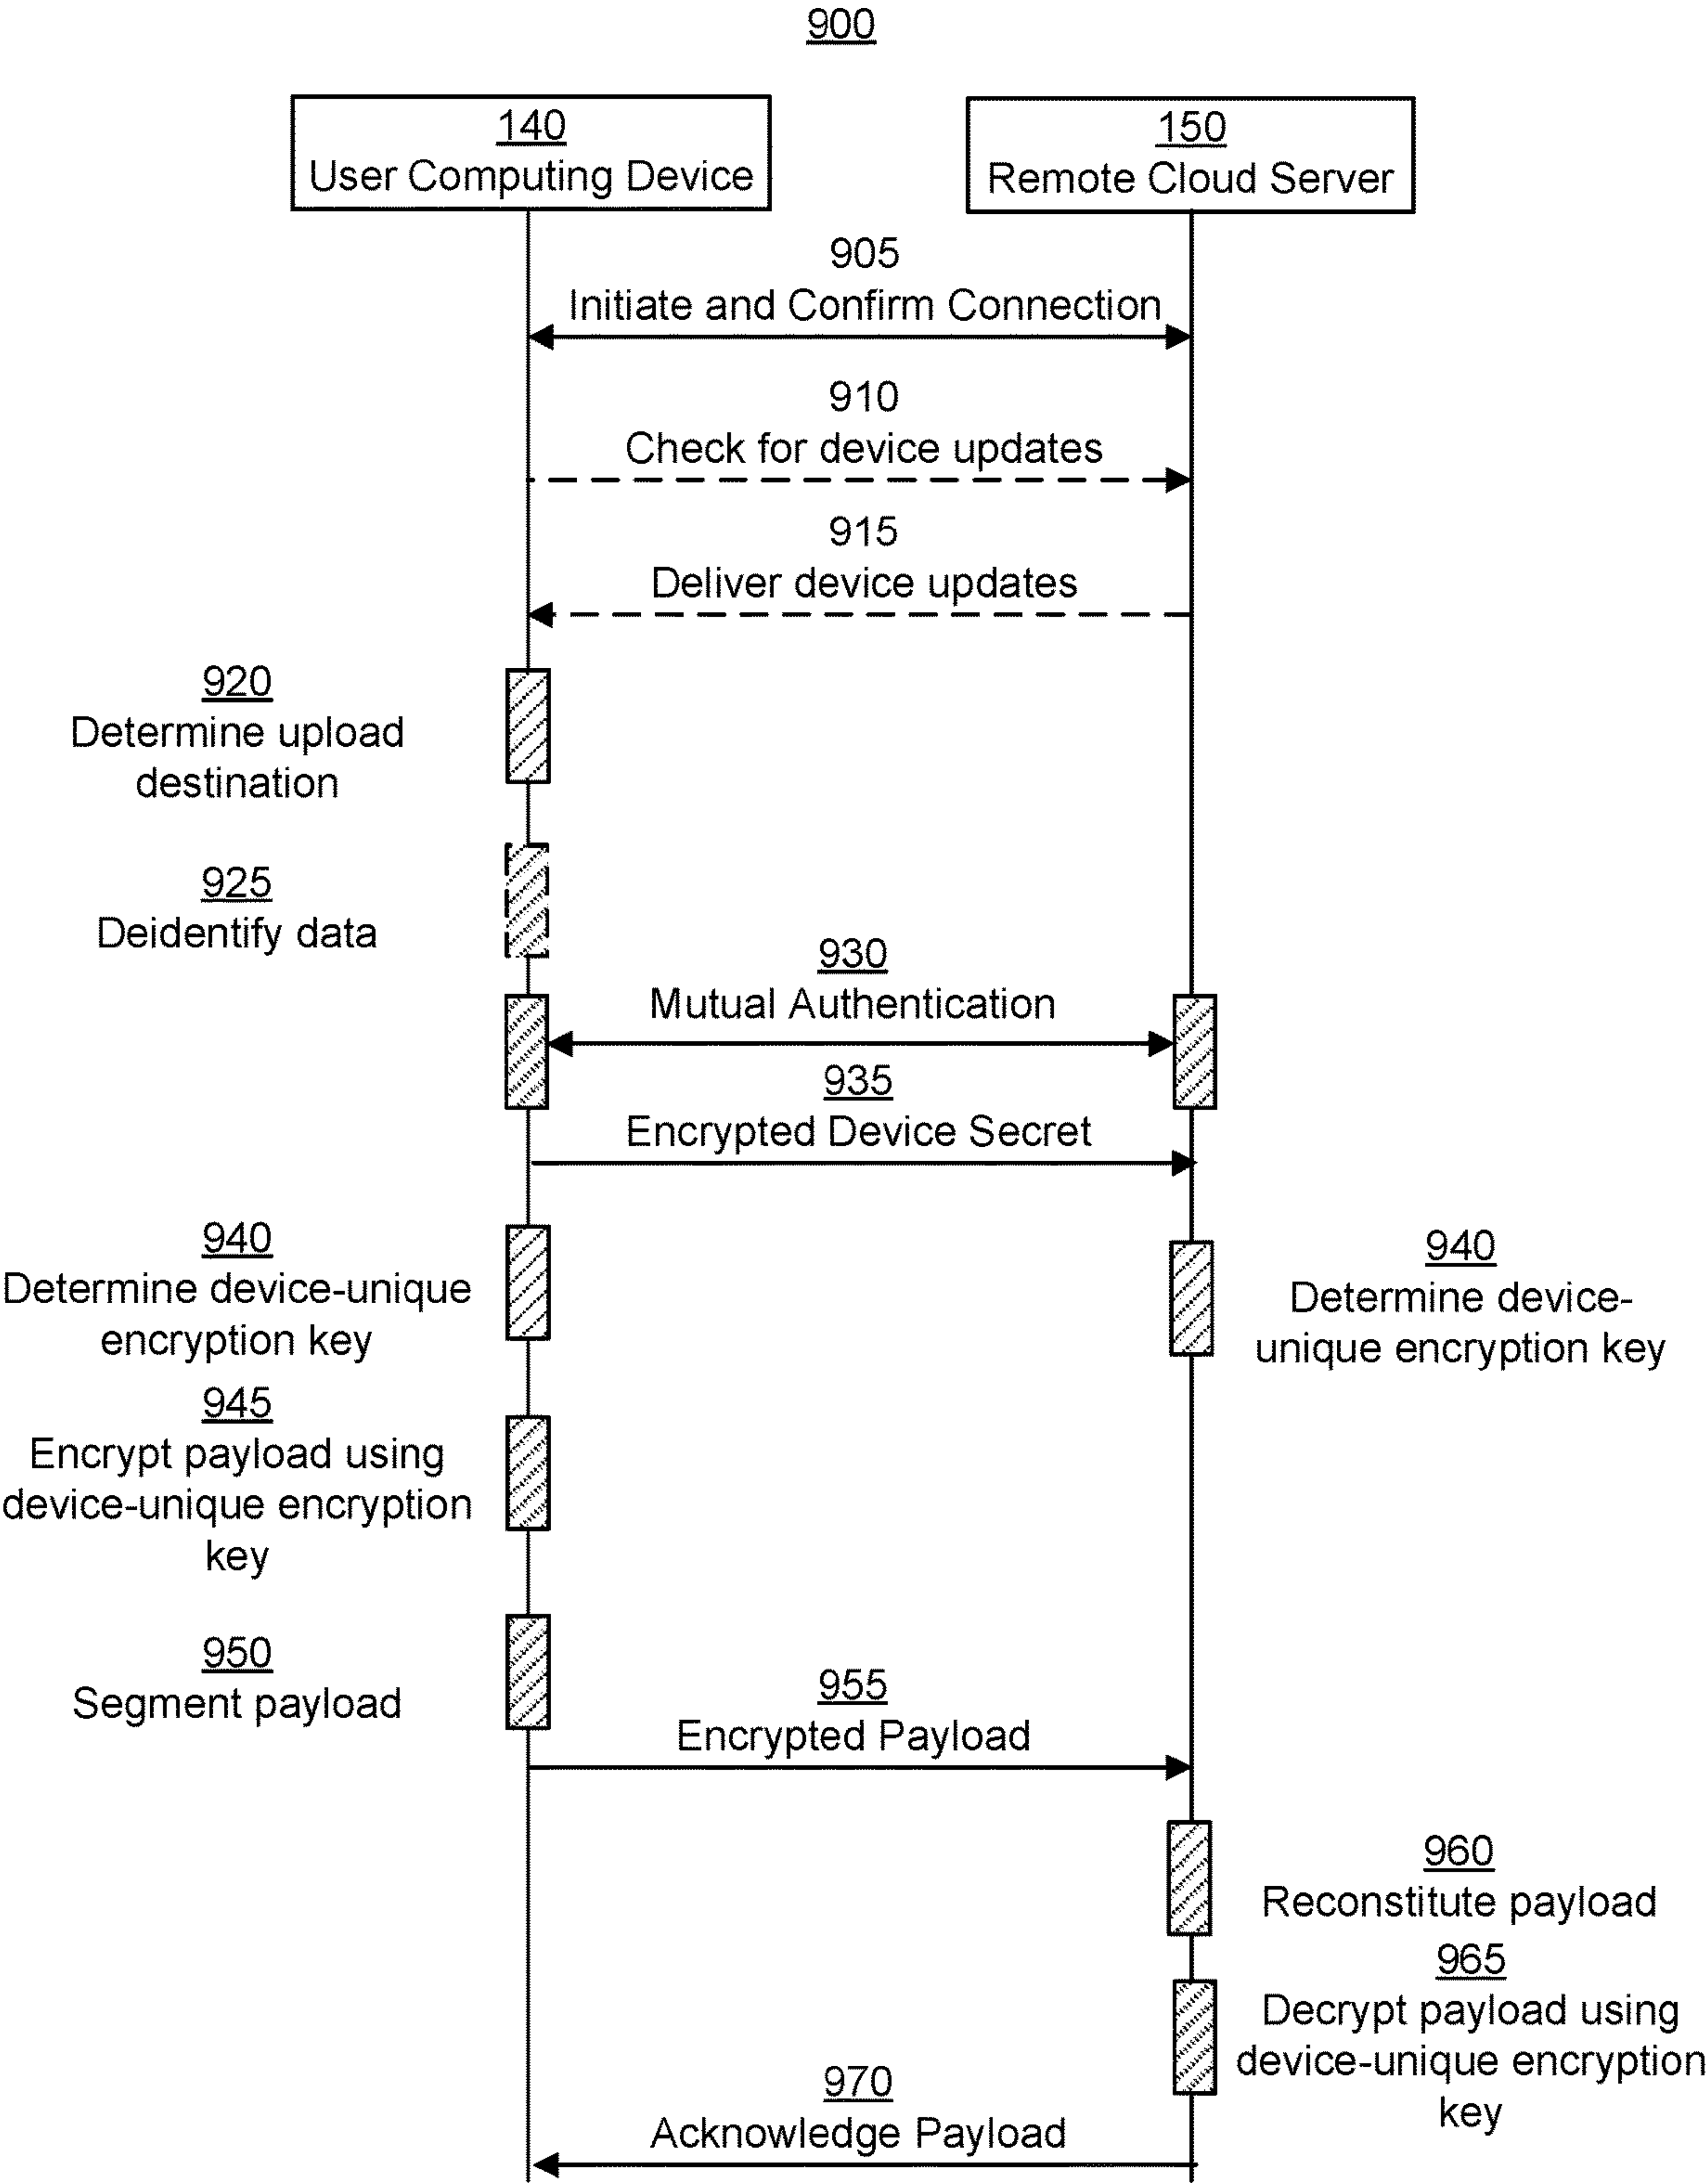 900
140
User Computing Device
150
Remote Cloud Server
905
Initiate and Confirm Connection
910
Check for device updates
915
Deliver device updates
920
Determine upload
destination
925
Deidentify data
930
Mutual Authentication
935
Encrypted Device Secret
940
Determine device-unique
encryption key
940
Determine device-
unique encryption key
945
Encrypt payload using
device-unique encryption
key
950
Segment payload
955
Encrypted Payload
960
Reconstitute payload
965
Decrypt payload using
device-unique encryption
key
970
Acknowledge Payload